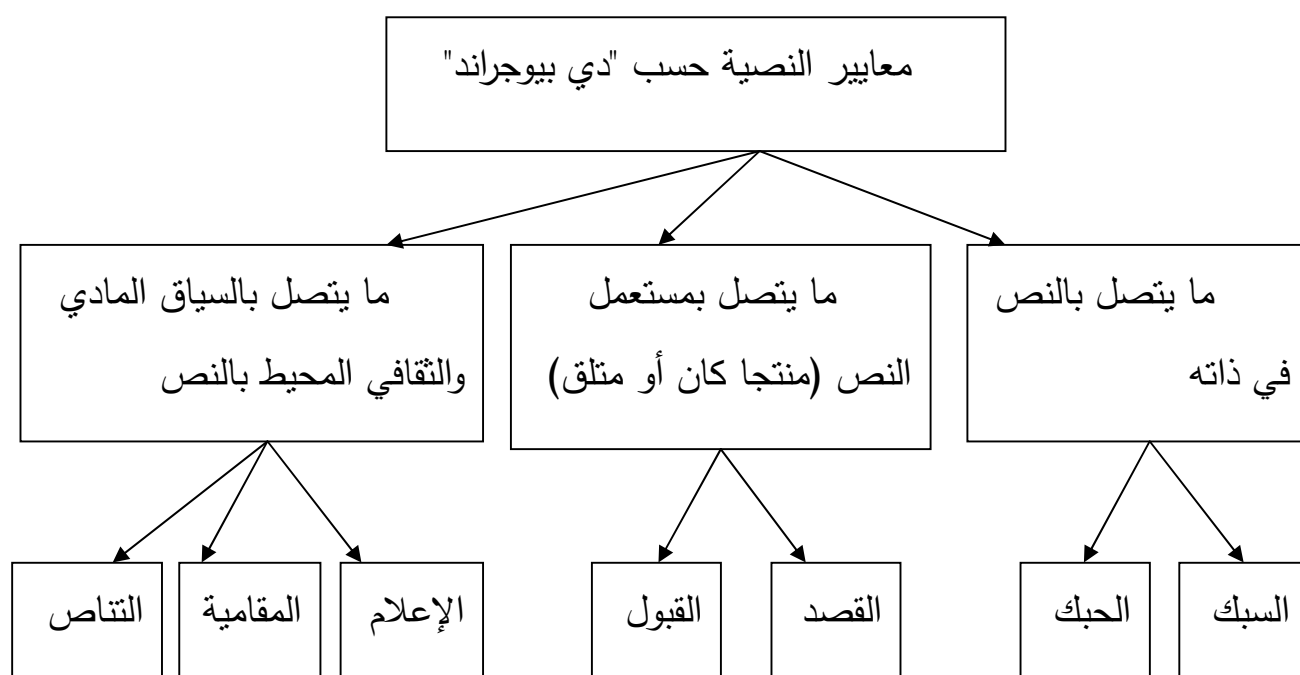 معايير النصية حسب "دي بيوجراند"
ما يتصل بالنص
في ذاته
ما يتصل بمستعمل
النص (منتجا كان أو متلق)
ما يتصل بالسياق المادي
والثقافي المحيط بالنص
السبك
الحبك
القصد
القبول
الإعلام
المقامية
التناص